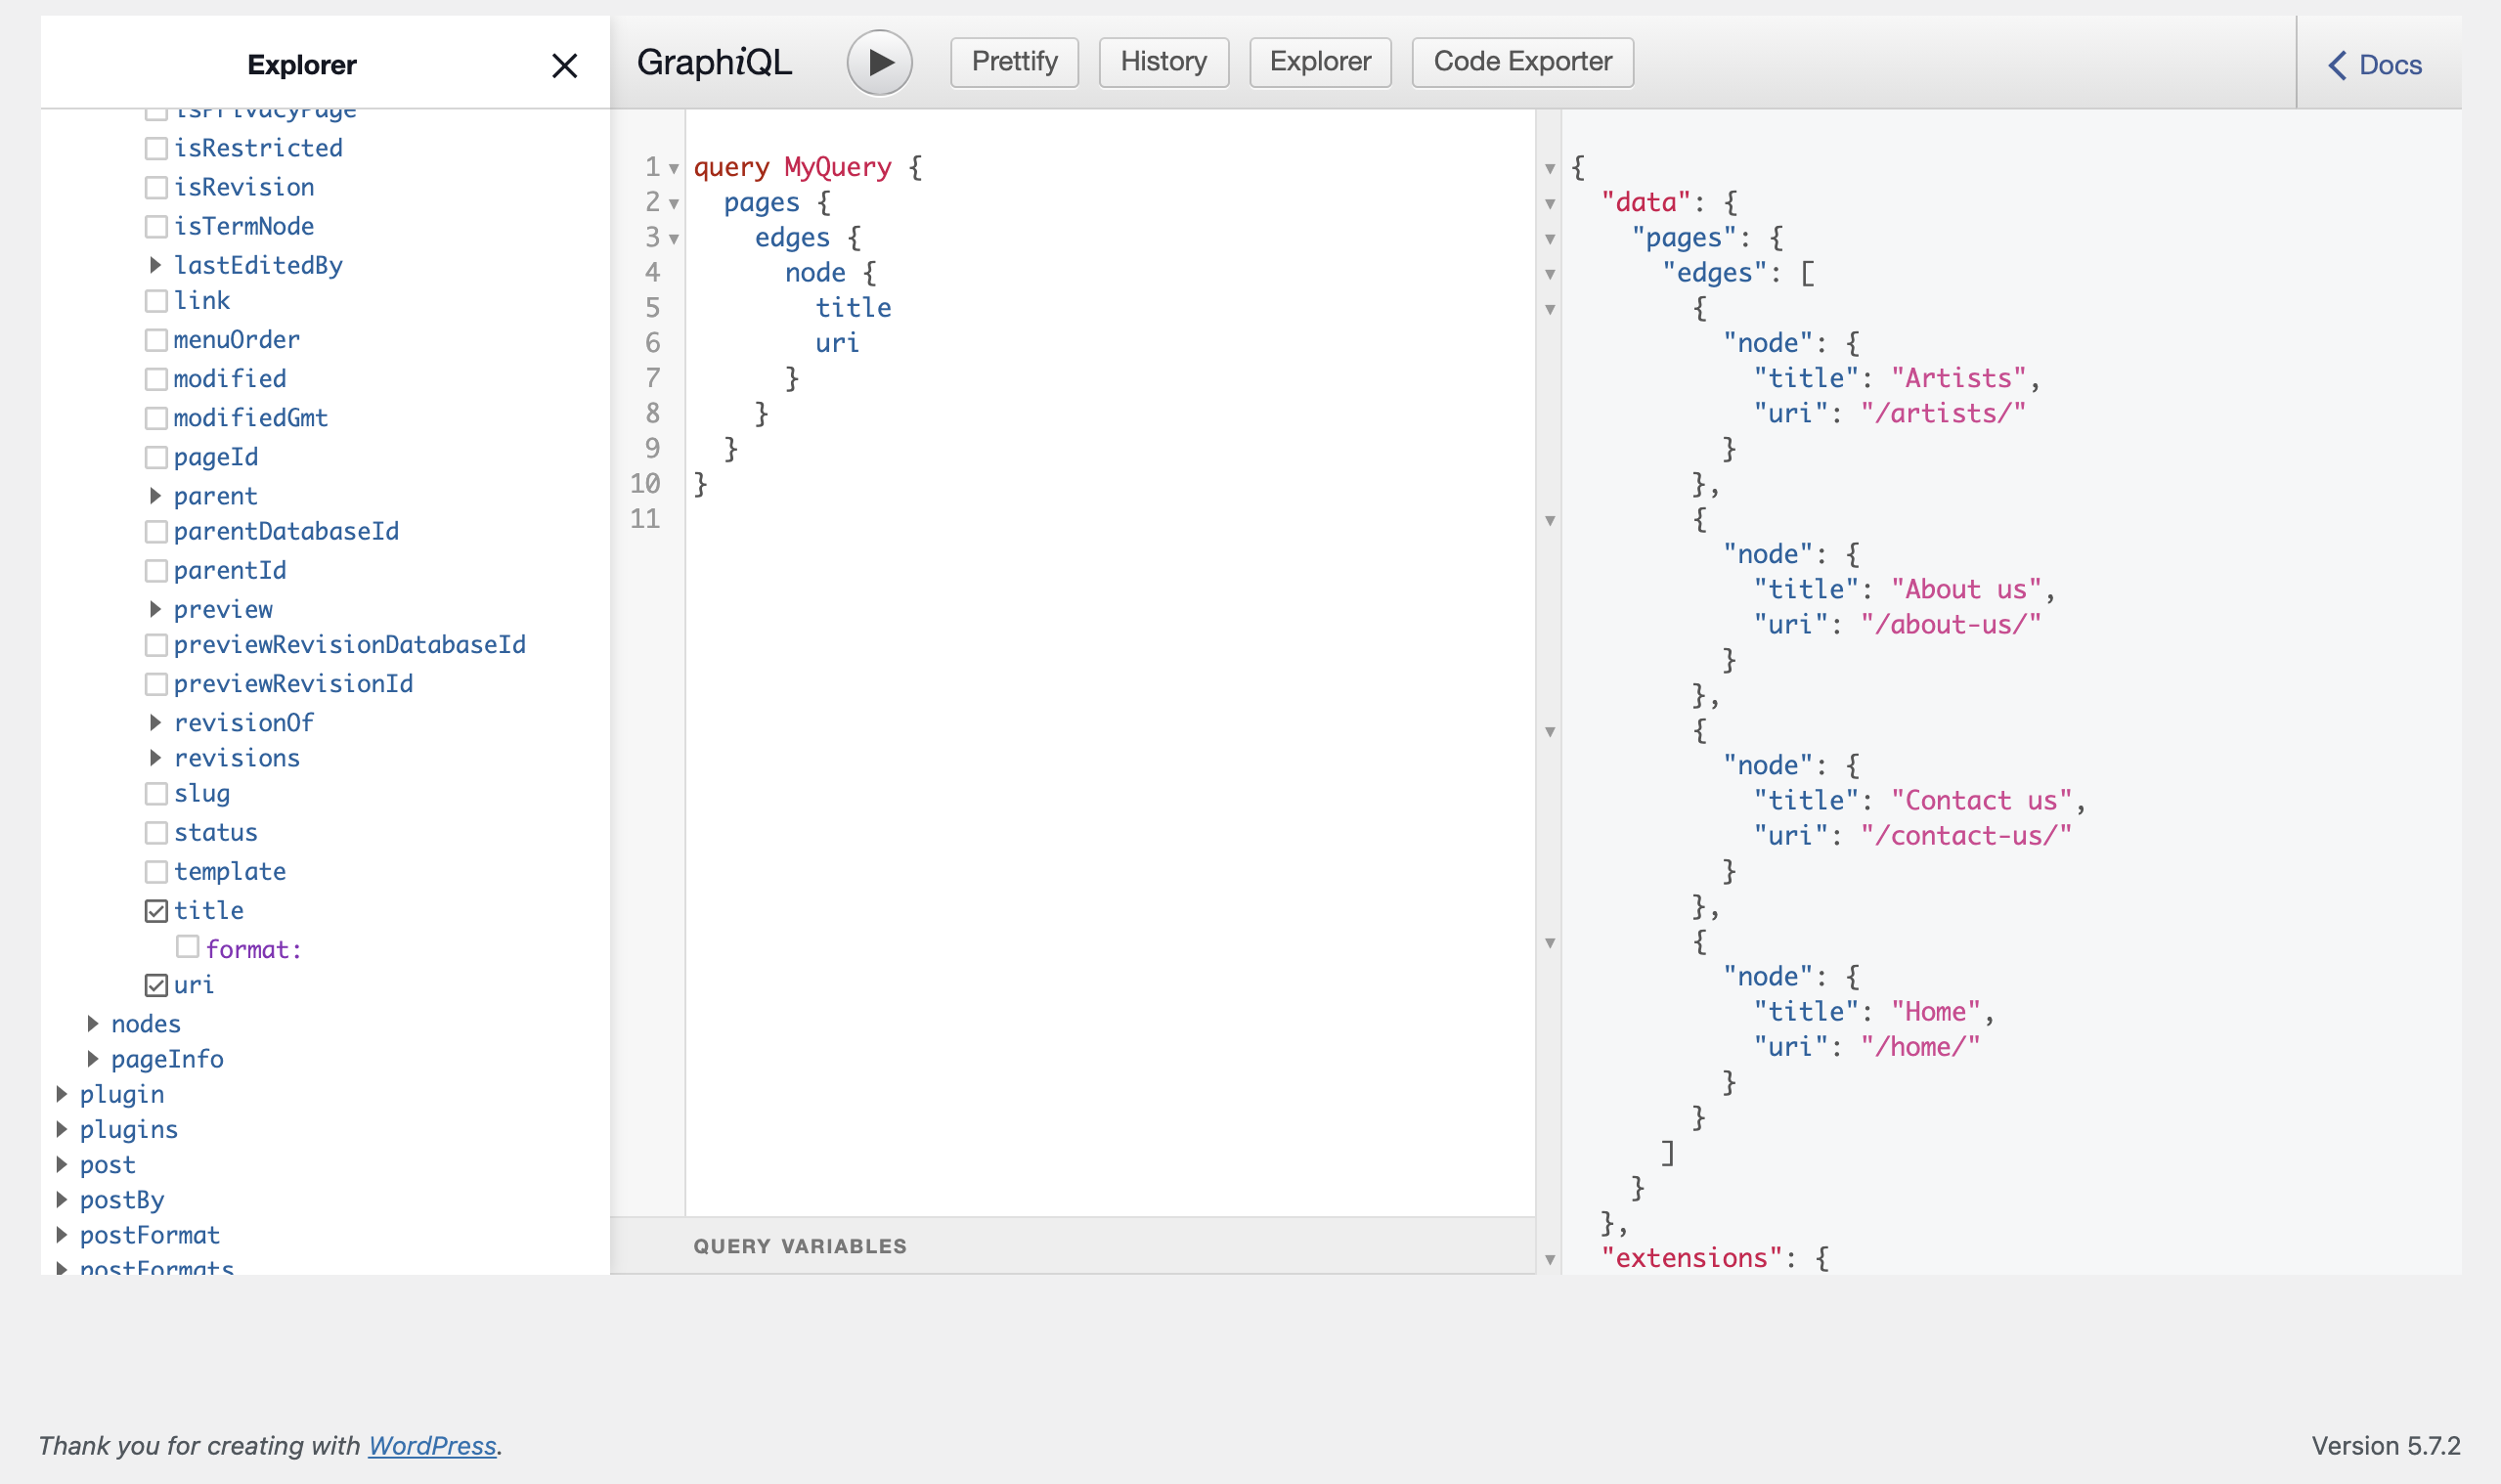 Explorer
GraphiQL
Prettify
History
Explorer
Code Exporter
Docs
isPrivacyPage
isRestricted
isRevision
isTermNode
lastEditedBy
link
menuOrder
modified
modifiedGmt
pageId
parent
parentDatabaseId
parentId
preview
previewRevisionDatabaseId
previewRevisionId
revisionOf
revisions
slug
status
template
title
format:
uri
nodes
pageInfo
plugin
plugins
post
postBy
postFormat
postFormats
1 query MyQuery {
2 pages {
3 edges {
4 node {
5 title
6 uri
7 }
8 }
9 }
10 }
11
QUERY VARIABLES
{
"data": {
"pages": {
"edges": [
{
"node": {
"title": "Artists",
"uri": "/artists/"
}
},
{
"node": {
"title": "About us",
"uri": "/about-us/"
}
},
{
"node": {
"title": "Contact us",
"uri": "/contact-us/"
}
},
{
"node": {
"title": "Home",
"uri": "/home/"
}
}
]
}
},
"extensions": {
Thank you for creating with WordPress.
Version 5.7.2